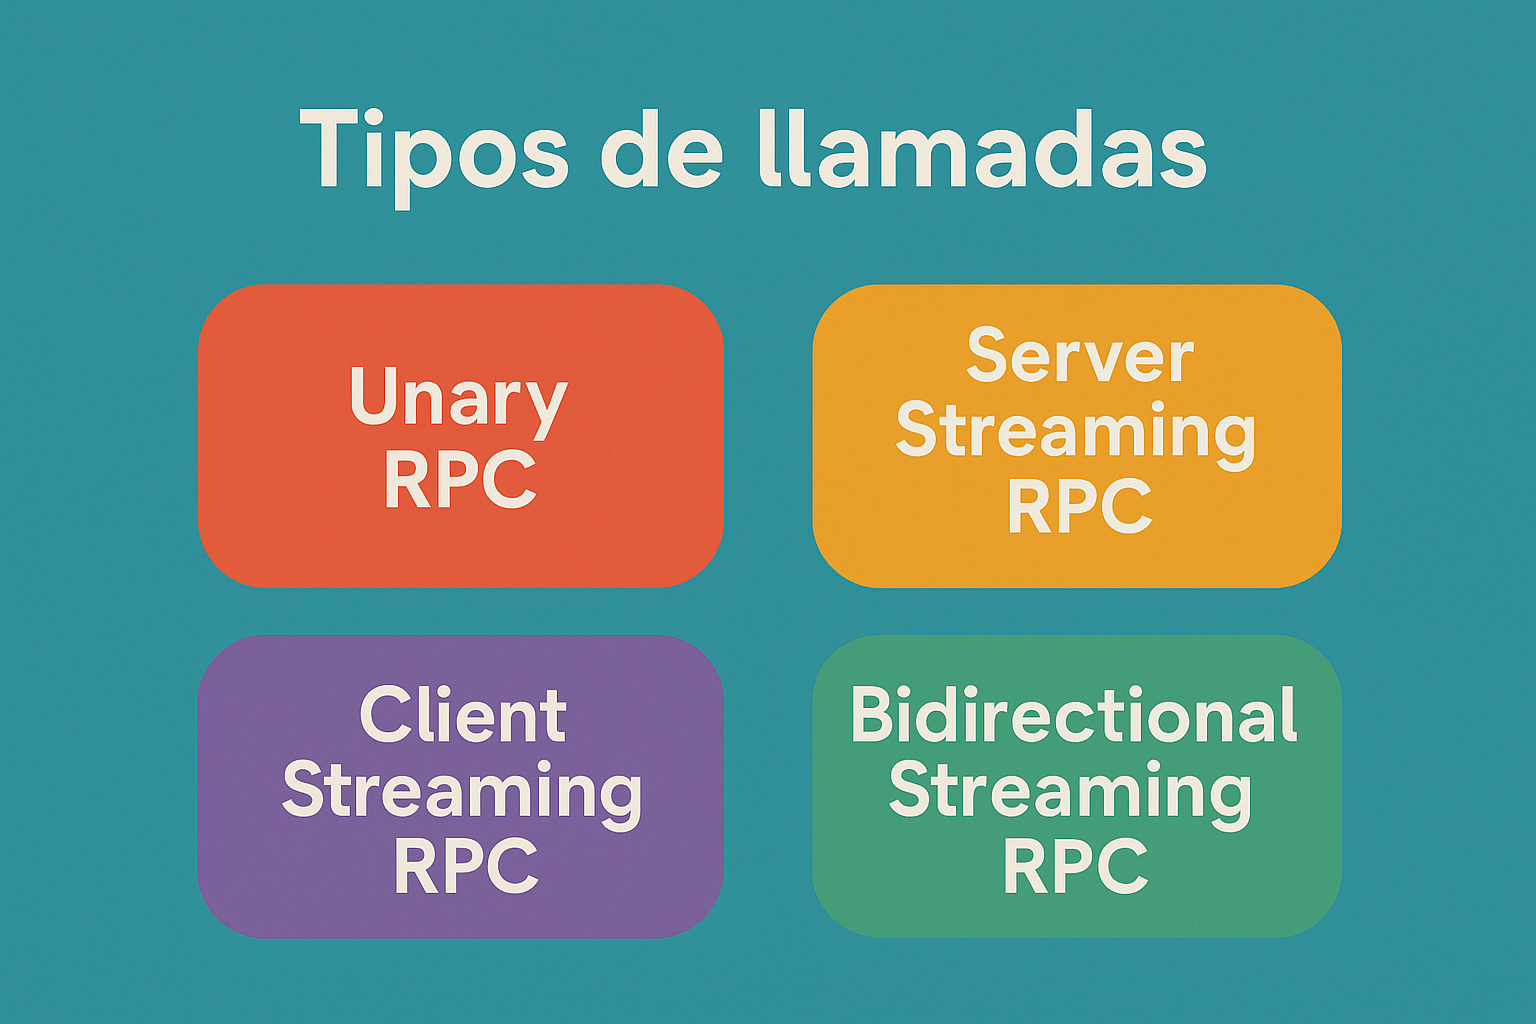 Tipos de llamadas
Unary
RPC
Server
Streaming
RPC
Client
Streaming
RPC
Bidirectional
Streaming
RPC